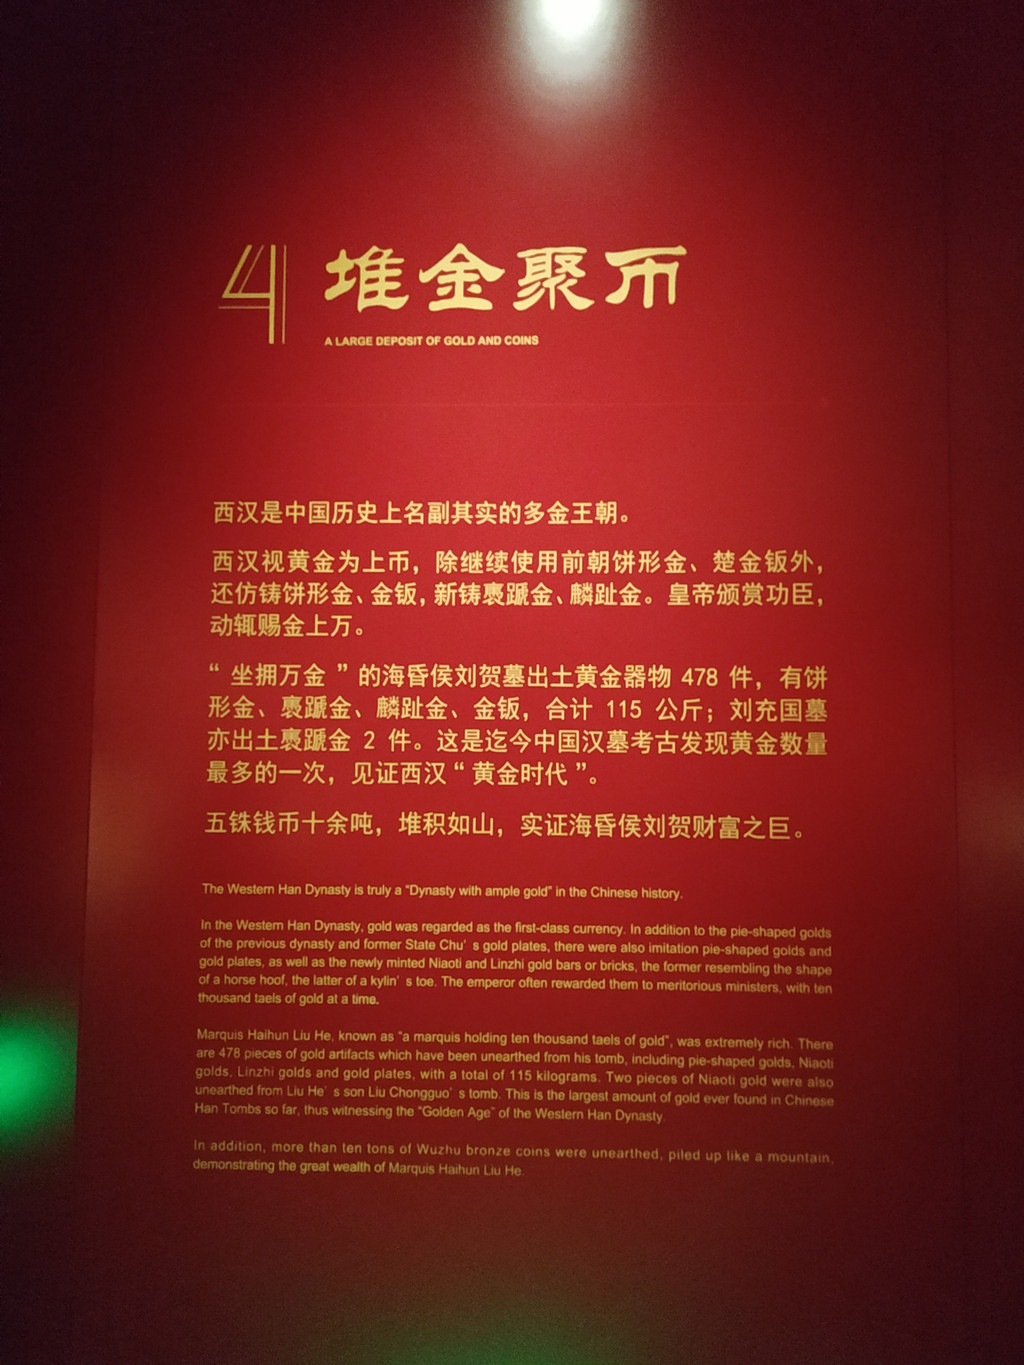 4 堆金聚币
A LARGE DEPOSIT OF GOLD AND COINS
西汉是中国历史上名副其实的多金王朝。
西汉视黄金为上币，除继续使用前朝饼形金、楚金钣外，
还仿铸饼形金、金钣，新铸褭蹏金、麟趾金。皇帝颁赏功臣，
动辄赐金上万。
“坐拥万金”的海昏侯刘贺墓出土黄金器物 478 件，有饼
形金、褭蹏金、麟趾金、金钣，合计 115 公斤；刘充国墓
亦出土褭蹏金 2 件。这是迄今中国汉墓考古发现黄金数量
最多的一次，见证西汉“黄金时代”。
五铢钱币十余吨，堆积如山，实证海昏侯刘贺财富之巨。
The Western Han Dynasty is truly a “Dynasty with ample gold” in the Chinese history.
In the Western Han Dynasty, gold was regarded as the first-class currency. In addition to the pie-shaped golds
of the previous dynasty and former State Chu’s gold plates, there were also imitation pie-shaped golds and
gold plates, as well as the newly minted Niaoti and Linzhi gold bars or bricks, the former resembling the shape
of a horse hoof, the latter of a kylin’s toe. The emperor often rewarded them to meritorious ministers, with ten
thousand taels of gold at a time.
Marquis Haihun Liu He, known as “a marquis holding ten thousand taels of gold”, was extremely rich. There
are 478 pieces of gold artifacts which have been unearthed from his tomb, including pie-shaped golds, Niaoti
golds, Linzhi golds and gold plates, with a total of 115 kilograms. Two pieces of Niaoti gold were also
unearthed from Liu He’s son Liu Chongguo’s tomb. This is the largest amount of gold ever found in Chinese
Han Tombs so far, thus witnessing the “Golden Age” of the Western Han Dynasty.
In addition, more than ten tons of Wuzhu bronze coins were unearthed, piled up like a mountain,
demonstrating the great wealth of Marquis Haihun Liu He.